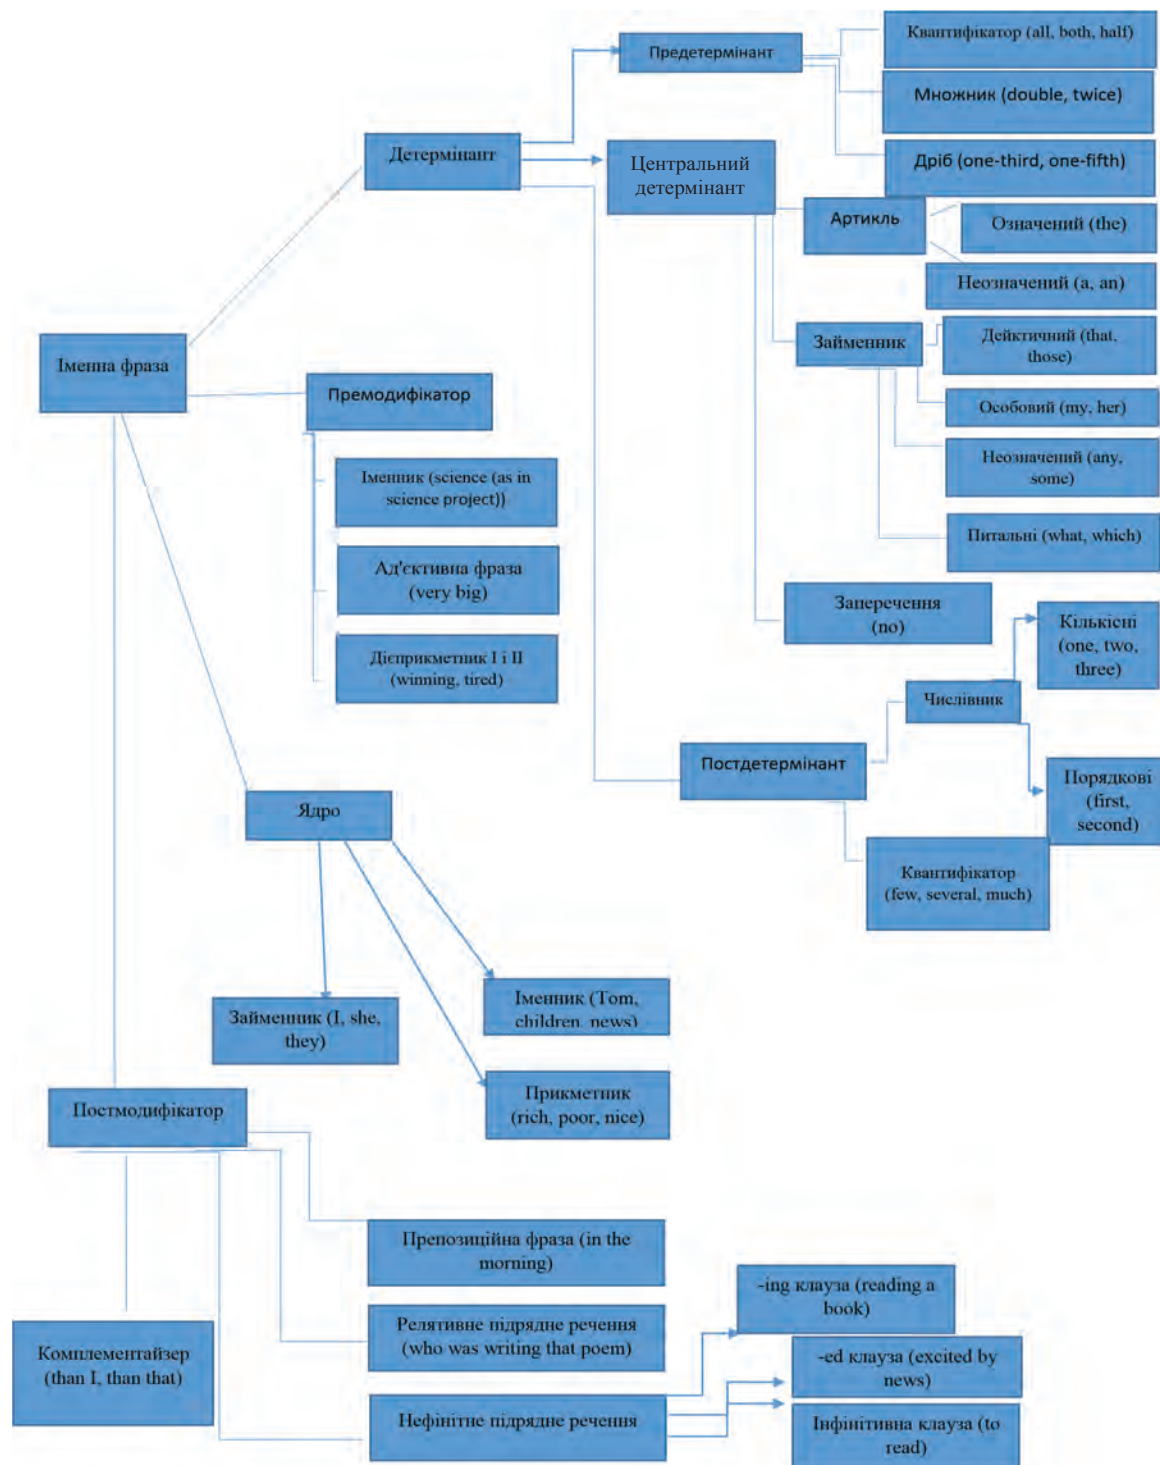 Квантифікатор (all, both, half)
Предетермінант
Множник (double, twice)
Детермінант
Дріб (one-third, one-fifth)
Центральний
детермінант
Артикль
Означений (the)
Неозначений (a, an)
Іменна фраза
Займенник
Дейктичний (that,
those)
Премодифікатор
Особовий (my, her)
Іменник (science (as in
science project))
Неозначений (any,
some)
Питальні (what, which)
Ад'єктивна фраза
(very big)
Заперечення
(no)
Кількісні
(one, two,
three)
Дієприкметник I і II
(winning, tired)
Числівник
Постдетермінант
Порядкові
(first,
second)
Ядро
Квантифікатор
(few, several, much)
Займенник (I, she,
they)
Іменник (Tom,
children, news)
Прикметник
(rich, poor, nice)
Постмодифікатор
Препозиційна фраза (in the
morning)
-ing клауза (reading a
book)
Релятивне підрядне речення
(who was writing that poem)
Комплементайзер
(than I, than that)
-ed клауза (excited by
news)
Нефінітне підрядне речення
Інфінітивна клауза (to
read)